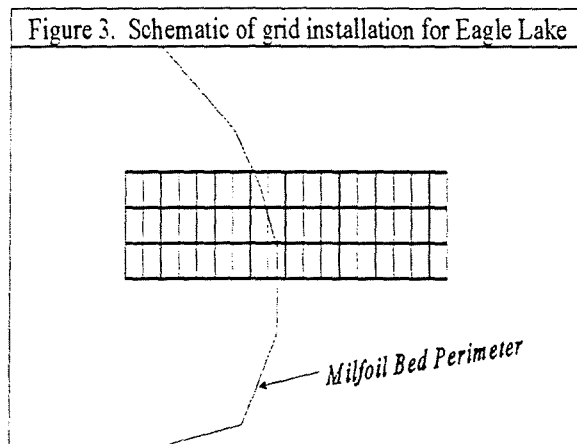 Figure 3. Schematic of grid installation for Eagle Lake
Milfoil Bed Perimeter